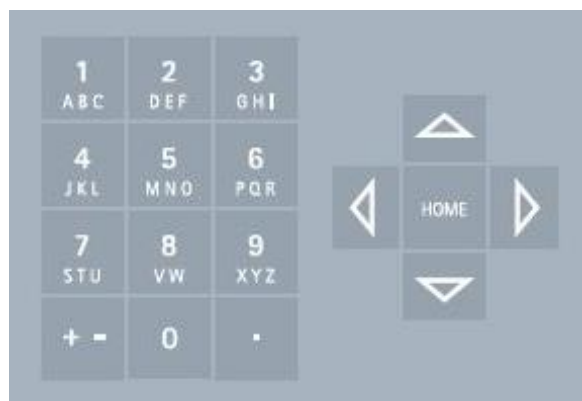 1 2 3
ABC DEF GHI
4 5 6
JKL MNO PQR
HOME
7 8 9
STU VW XYZ
+ - 0 .